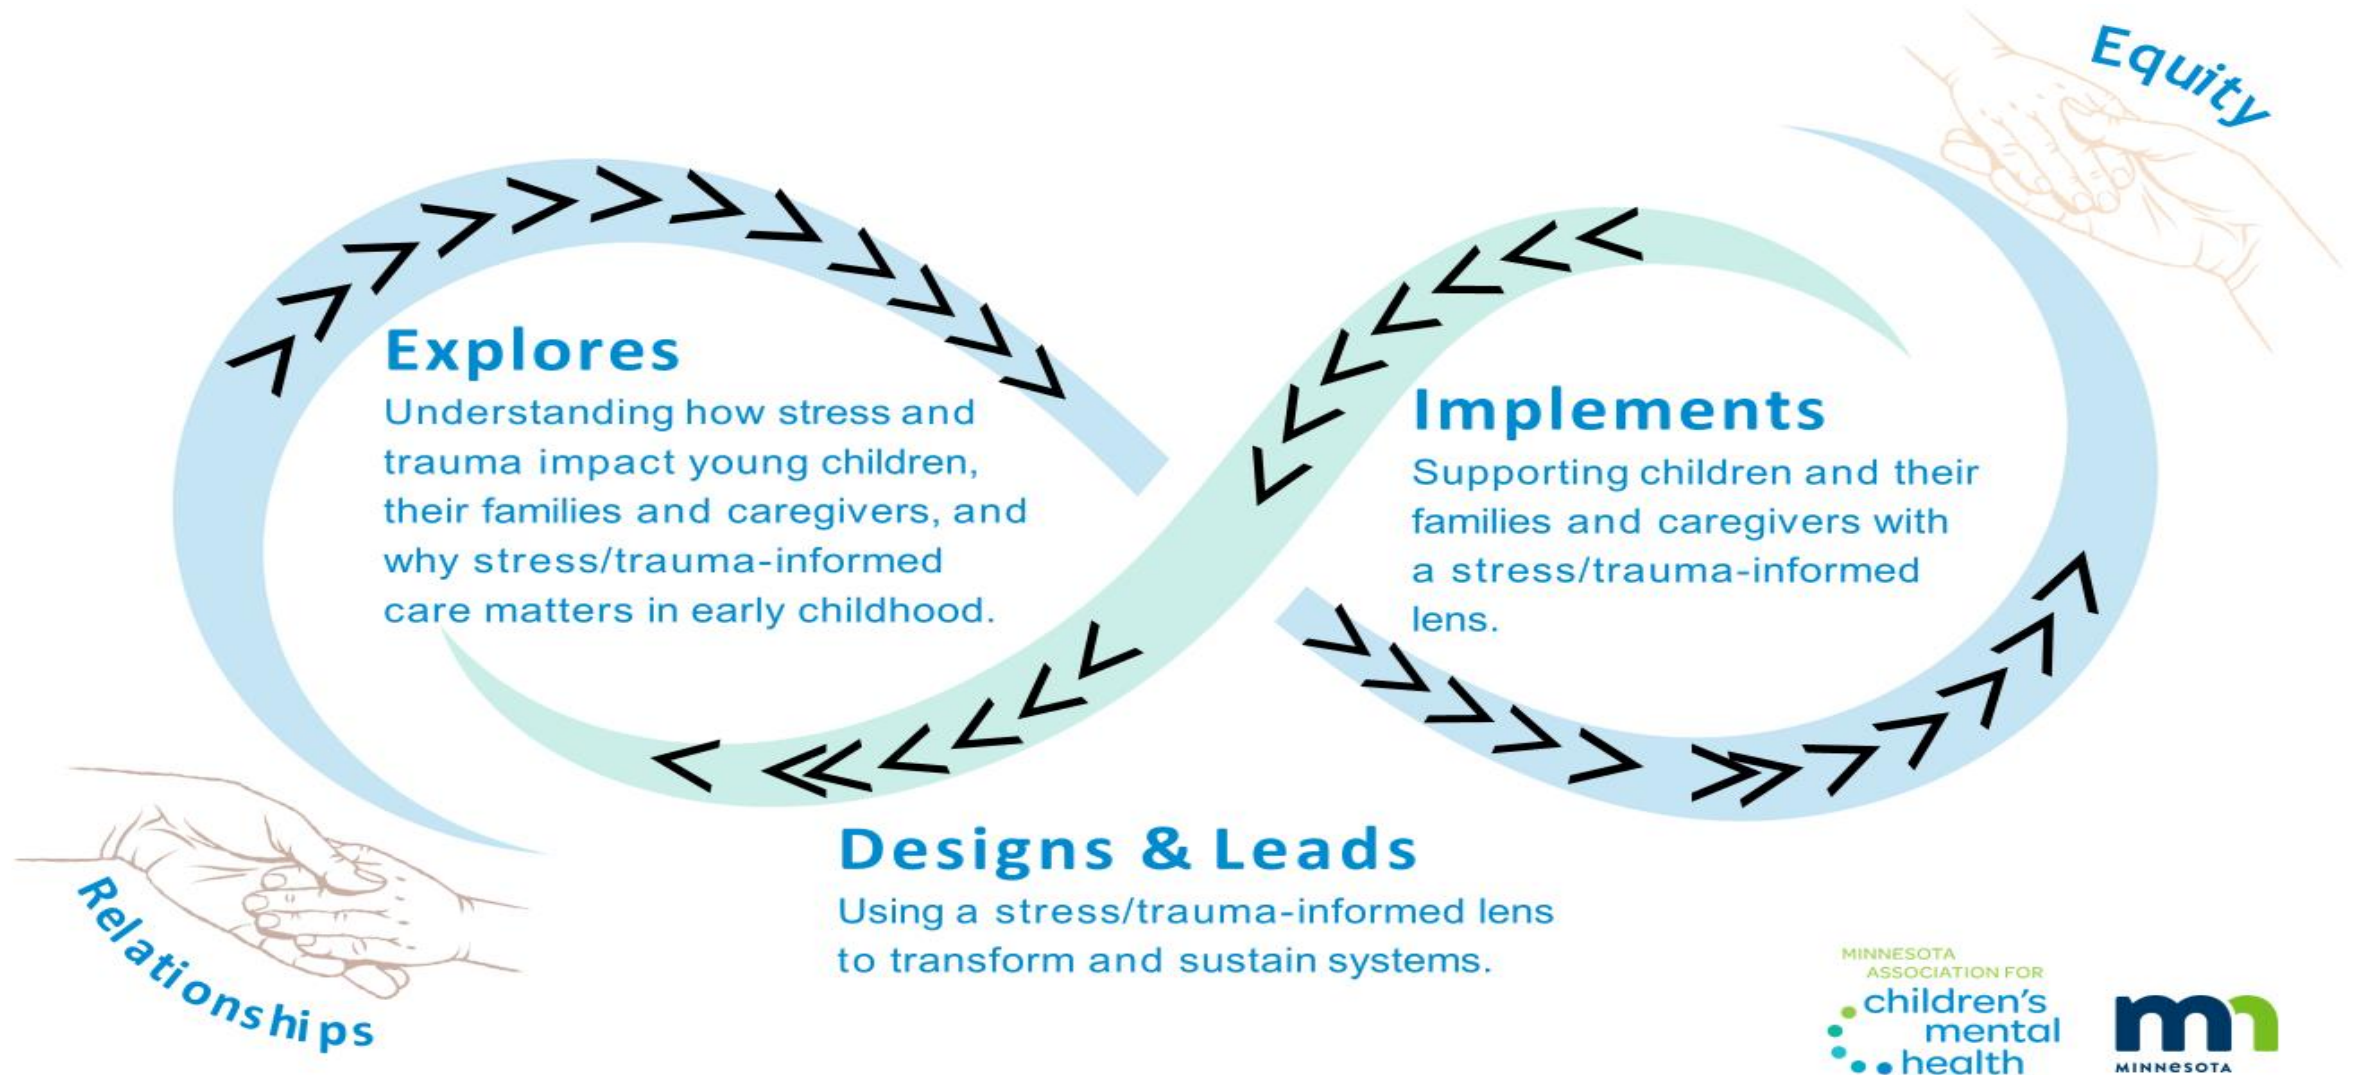 Equity
Explores
Understanding how stress and
trauma impact young children,
their families and caregivers, and
why stress/trauma-informed
care matters in early childhood.
Implements
Supporting children and their
families and caregivers with
a stress/trauma-informed
lens.
Designs & Leads
Using a stress/trauma-informed lens
to transform and sustain systems.
Relationships
MINNESOTA
ASSOCIATION FOR
children's
mental
health
mn
MINNESOTA